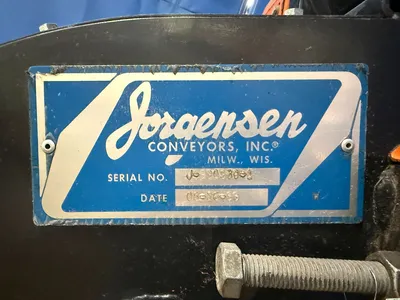 Jorgensen
CONVEYORS, INC®
MILW., WIS.
SERIAL NO.
DATE